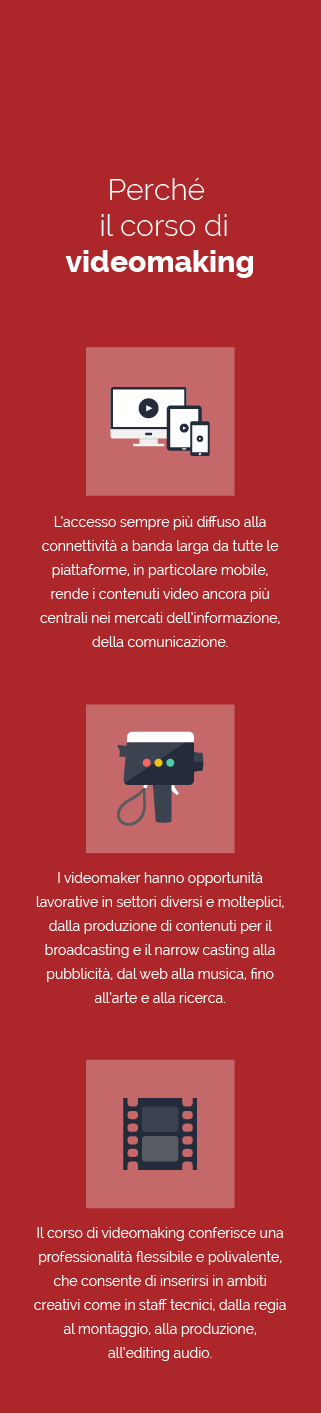 Perché
il corso di
videomaking
L'accesso sempre più diffuso alla
connettività a banda larga da tutte le
piattaforme, in particolare mobile,
rende i contenuti video ancora più
centrali nei mercati dell'informazione,
della comunicazione.
I videomaker hanno opportunità
lavorative in settori diversi e molteplici,
dalla produzione di contenuti per il
broadcasting e il narrow casting alla
pubblicità, dal web alla musica, fino
all'arte e alla ricerca.
Il corso di videomaking conferisce una
professionalità flessibile e polivalente,
che consente di inserirsi in ambiti
creativi come in staff tecnici, dalla regia
al montaggio, alla produzione,
all'editing audio.